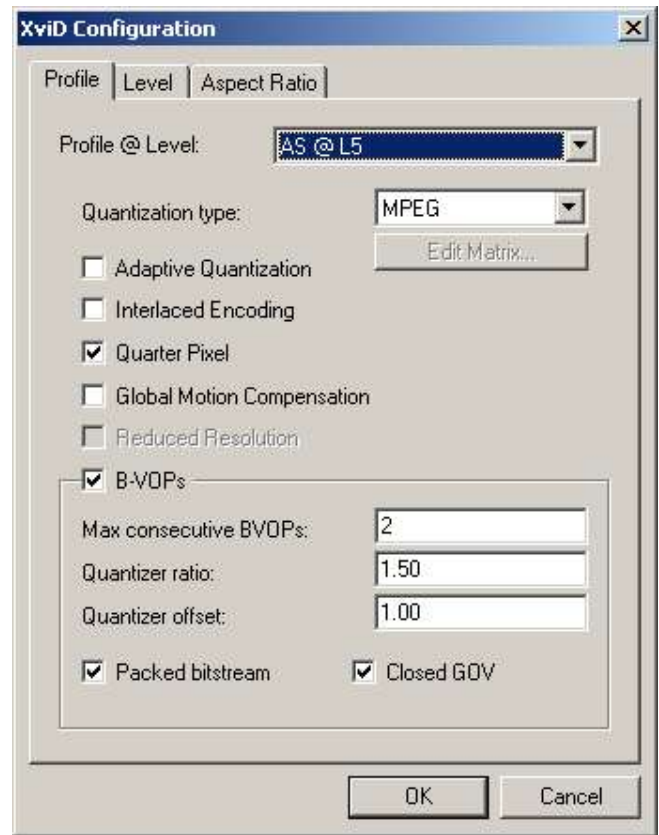 XviD Configuration
Profile Level Aspect Ratio
Profile @ Level: AS @ L5
Quantization type: MPEG
Edit Matrix...
Adaptive Quantization
Interlaced Encoding
Quarter Pixel
Global Motion Compensation
Reduced Resolution
B-VOPs
Max consecutive BVOPs: 2
Quantizer ratio: 1.50
Quantizer offset: 1.00
Packed bitstream Closed GOV
OK Cancel